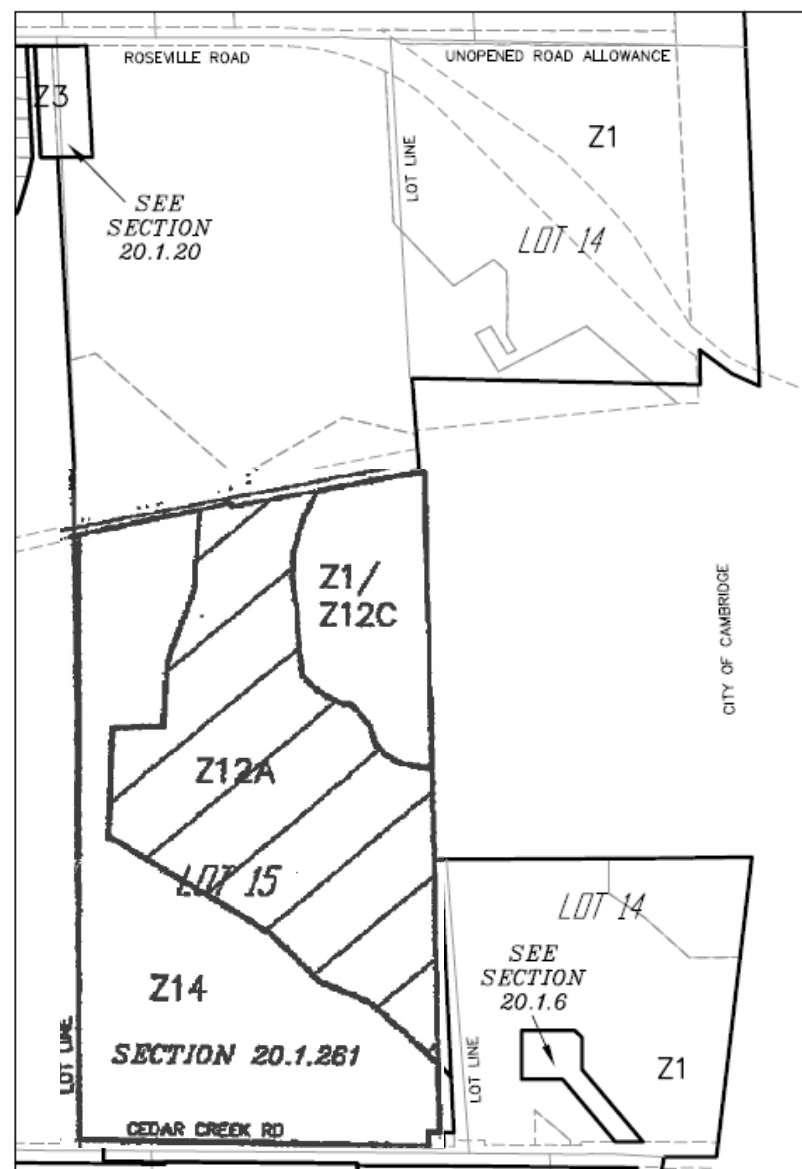 ROSEVILLE ROAD
UNOPENED ROAD ALLOWANCE
Z3
Z1
LOT LINE
SEE
SECTION
20.1.20
LOT 14
Z1/
Z12C
CITY OF CAMBRIDGE
Z12A
LOT 15
LOT 14
SEE
SECTION
20.1.6
Z14
LOT LINE
SECTION 20.1.261
LOT LINE
Z1
CEDAR CREEK RD